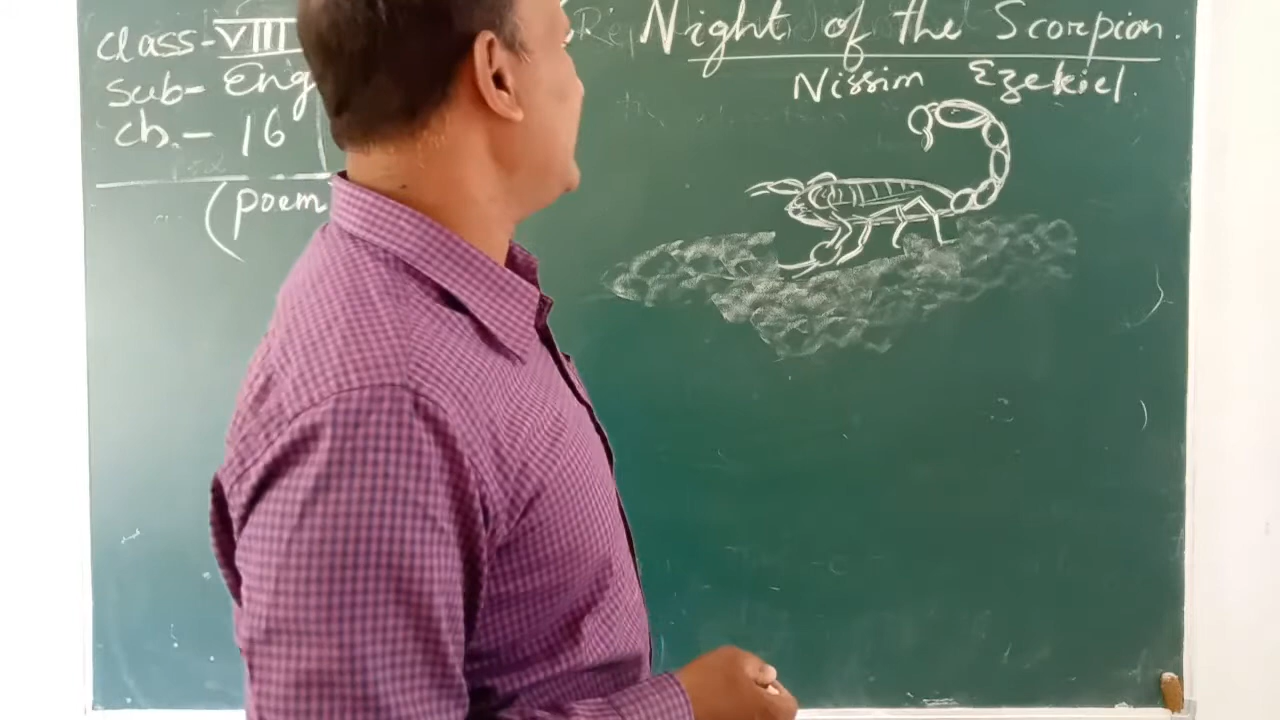 class-VIII
sub- Eng
ch.- 16
(poem
Night of the Scorpion.
Nissim Ezekiel.